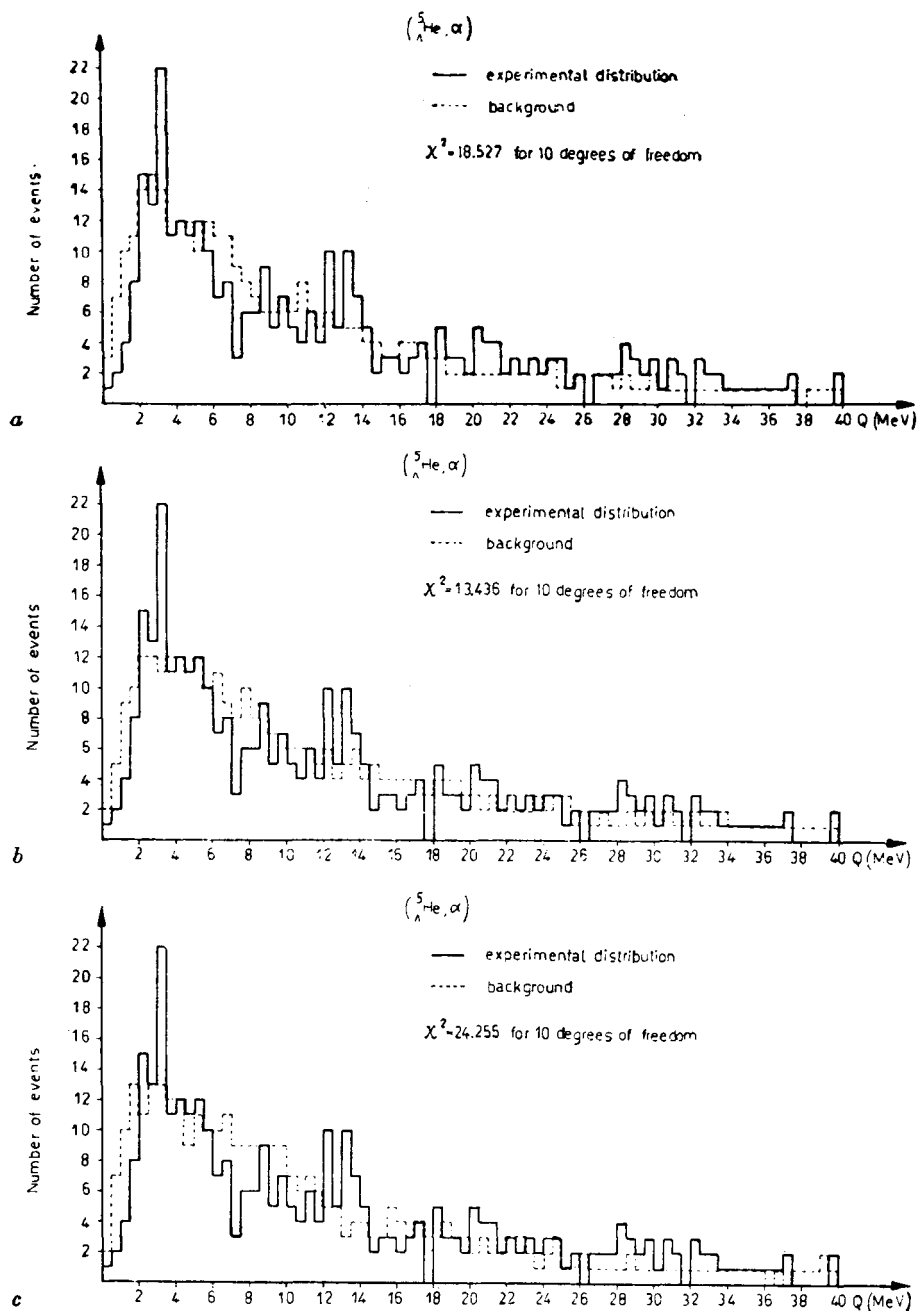 (⁵ΛHe, α)
experimental distribution
background
χ²=18.527 for 10 degrees of freedom
Number of events
22
20
18
16
14
12
10
8
6
4
2
2 4 6 8 10 12 14 16 18 20 22 24 26 28 30 32 34 36 38 40 Q (MeV)
a
(⁵ΛHe, α)
experimental distribution
background
χ²=13.436 for 10 degrees of freedom
Number of events
22
20
18
16
14
12
10
8
6
4
2
2 4 6 8 10 12 14 16 18 20 22 24 26 28 30 32 34 36 38 40 Q (MeV)
b
(⁵ΛHe, α)
experimental distribution
background
χ²=24.255 for 10 degrees of freedom
Number of events
22
20
18
16
14
12
10
8
6
4
2
2 4 6 8 10 12 14 16 18 20 22 24 26 28 30 32 34 36 38 40 Q (MeV)
c